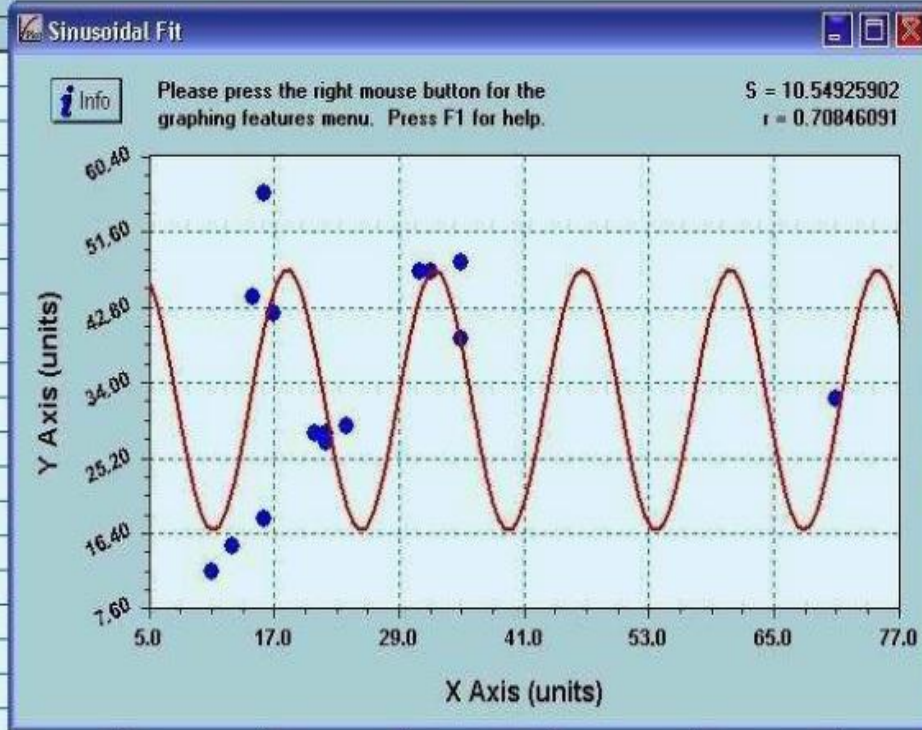 Sinusoidal Fit
Info
Please press the right mouse button for the
graphing features menu. Press F1 for help.
S = 10.54925902
r = 0.70846091
60.40
51.60
42.80
34.00
25.20
16.40
7.60
Y Axis (units)
5.0 17.0 29.0 41.0 53.0 65.0 77.0
X Axis (units)